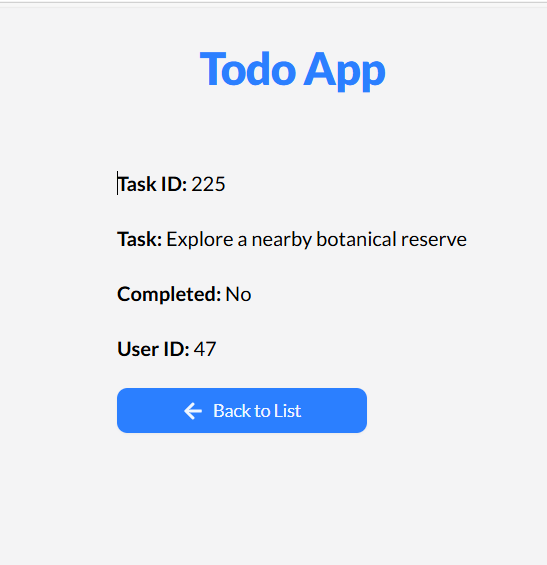 Todo App
Task ID: 225
Task: Explore a nearby botanical reserve
Completed: No
User ID: 47
Back to List